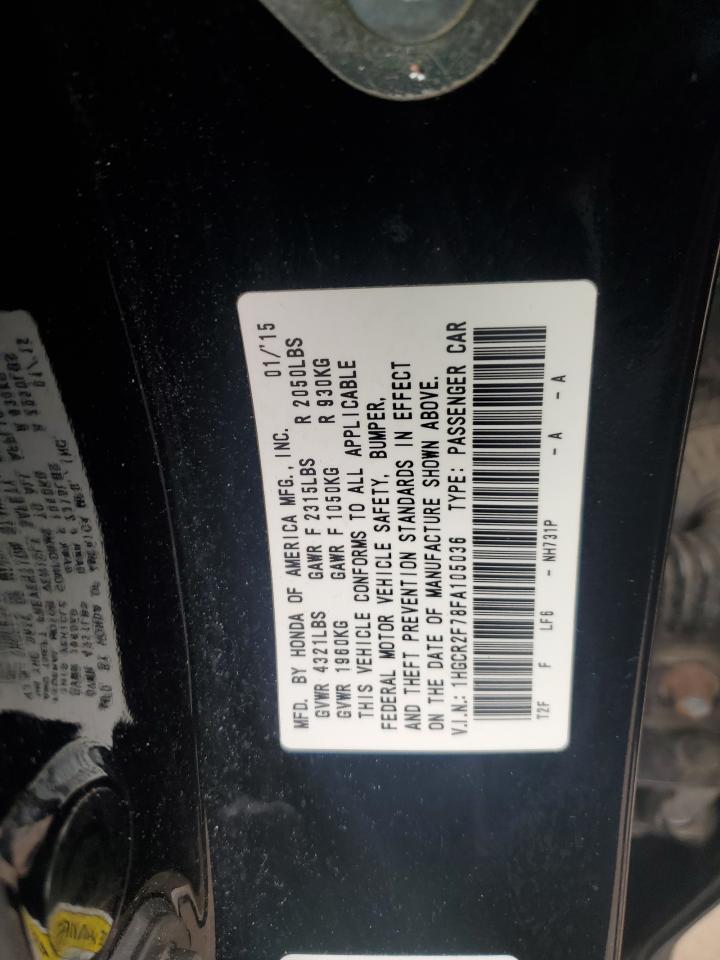 MFD. BY HONDA OF AMERICA MFG., INC. 01/'15
GVWR 4321LBS GAWR F 2315LBS R 2050LBS
GVWR 1960KG GAWR F 1050KG R 930KG
THIS VEHICLE CONFORMS TO ALL APPLICABLE
FEDERAL MOTOR VEHICLE SAFETY, BUMPER,
AND THEFT PREVENTION STANDARDS IN EFFECT
ON THE DATE OF MANUFACTURE SHOWN ABOVE.
V.I.N.: 1HGCR2F78FA105036 TYPE: PASSENGER CAR
T2F F LF6 - NH731P - A - A